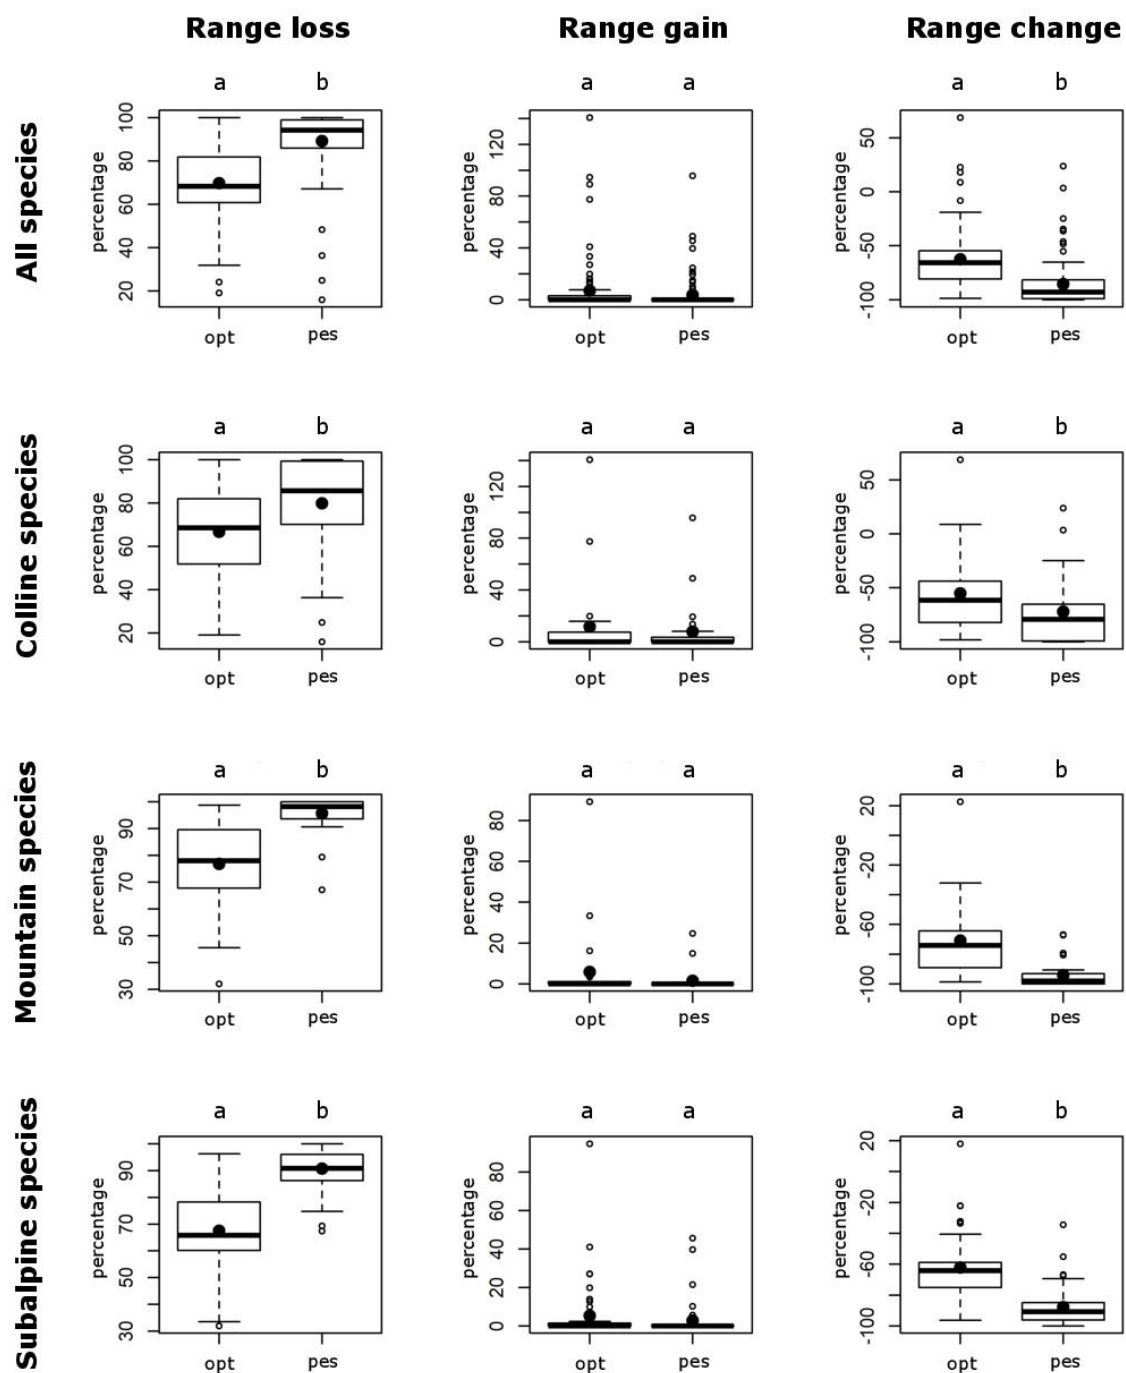 Range loss Range gain Range change
All species
a b a a a b
percentage percentage percentage
100 80 60 40 20
120 80 40 0
50 0 -50 -100
opt pes opt pes opt pes
Colline species
a b a a a b
percentage percentage percentage
100 80 60 40 20
120 80 40 0
50 0 -50 -100
opt pes opt pes opt pes
Mountain species
a b a a a b
percentage percentage percentage
90 70 50 30
80 60 40 20 0
20 -20 -60 -100
opt pes opt pes opt pes
Subalpine species
a b a a a b
percentage percentage percentage
90 70 50 30
80 60 40 20 0
20 -20 -60 -100
opt pes opt pes opt pes